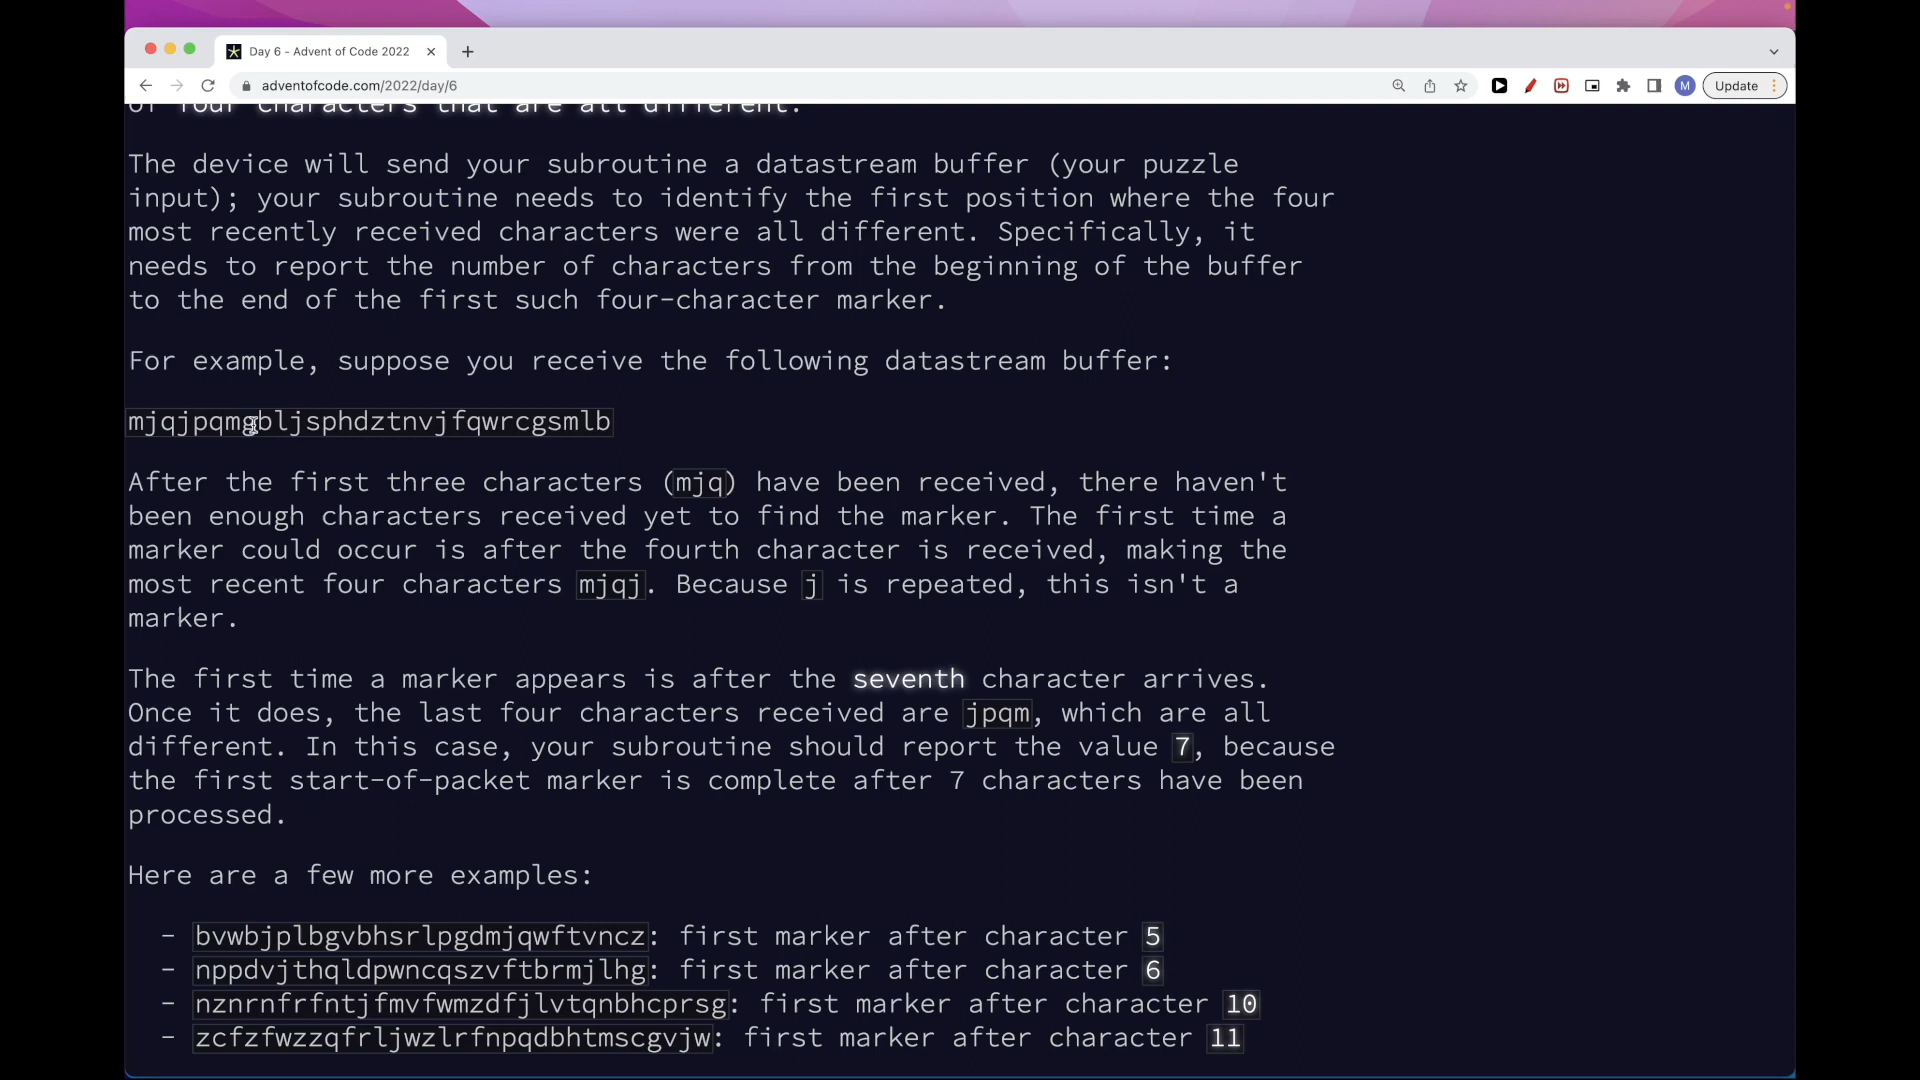 Day 6 - Advent of Code 2022
adventofcode.com/2022/day/6
M
Update
of four characters that are all different.
The device will send your subroutine a datastream buffer (your puzzle
input); your subroutine needs to identify the first position where the four
most recently received characters were all different. Specifically, it
needs to report the number of characters from the beginning of the buffer
to the end of the first such four-character marker.
For example, suppose you receive the following datastream buffer:
mjqjpqmgbljsphdztnvjfqwrcgsmlb
After the first three characters (mjq) have been received, there haven't
been enough characters received yet to find the marker. The first time a
marker could occur is after the fourth character is received, making the
most recent four characters mjqj. Because j is repeated, this isn't a
marker.
The first time a marker appears is after the seventh character arrives.
Once it does, the last four characters received are jpqm, which are all
different. In this case, your subroutine should report the value 7, because
the first start-of-packet marker is complete after 7 characters have been
processed.
Here are a few more examples:
- bvwbjplbgvbhsrlpgdmjqwftvncz: first marker after character 5
- nppdvjthqldpwncqszvftbrmjlhg: first marker after character 6
- nznrnfrfntjfmvfwmzdfjlvtqnbhcprsg: first marker after character 10
- zcfzfwzzqfrljwzlrfnpqdbhtmscgvjw: first marker after character 11